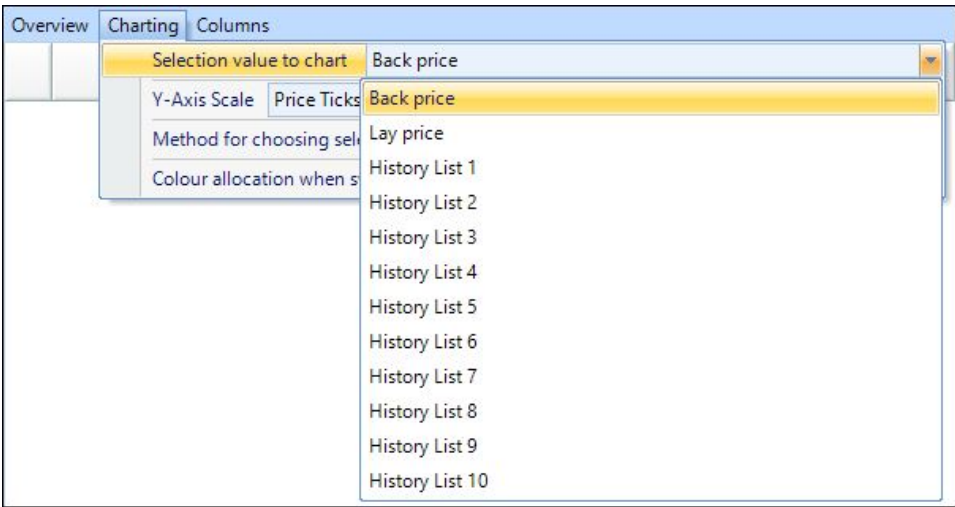 Overview Charting Columns
Selection value to chart Back price
Y-Axis Scale Price Ticks
Back price
Method for choosing
Lay price
Colour allocation when
History List 1
History List 2
History List 3
History List 4
History List 5
History List 6
History List 7
History List 8
History List 9
History List 10